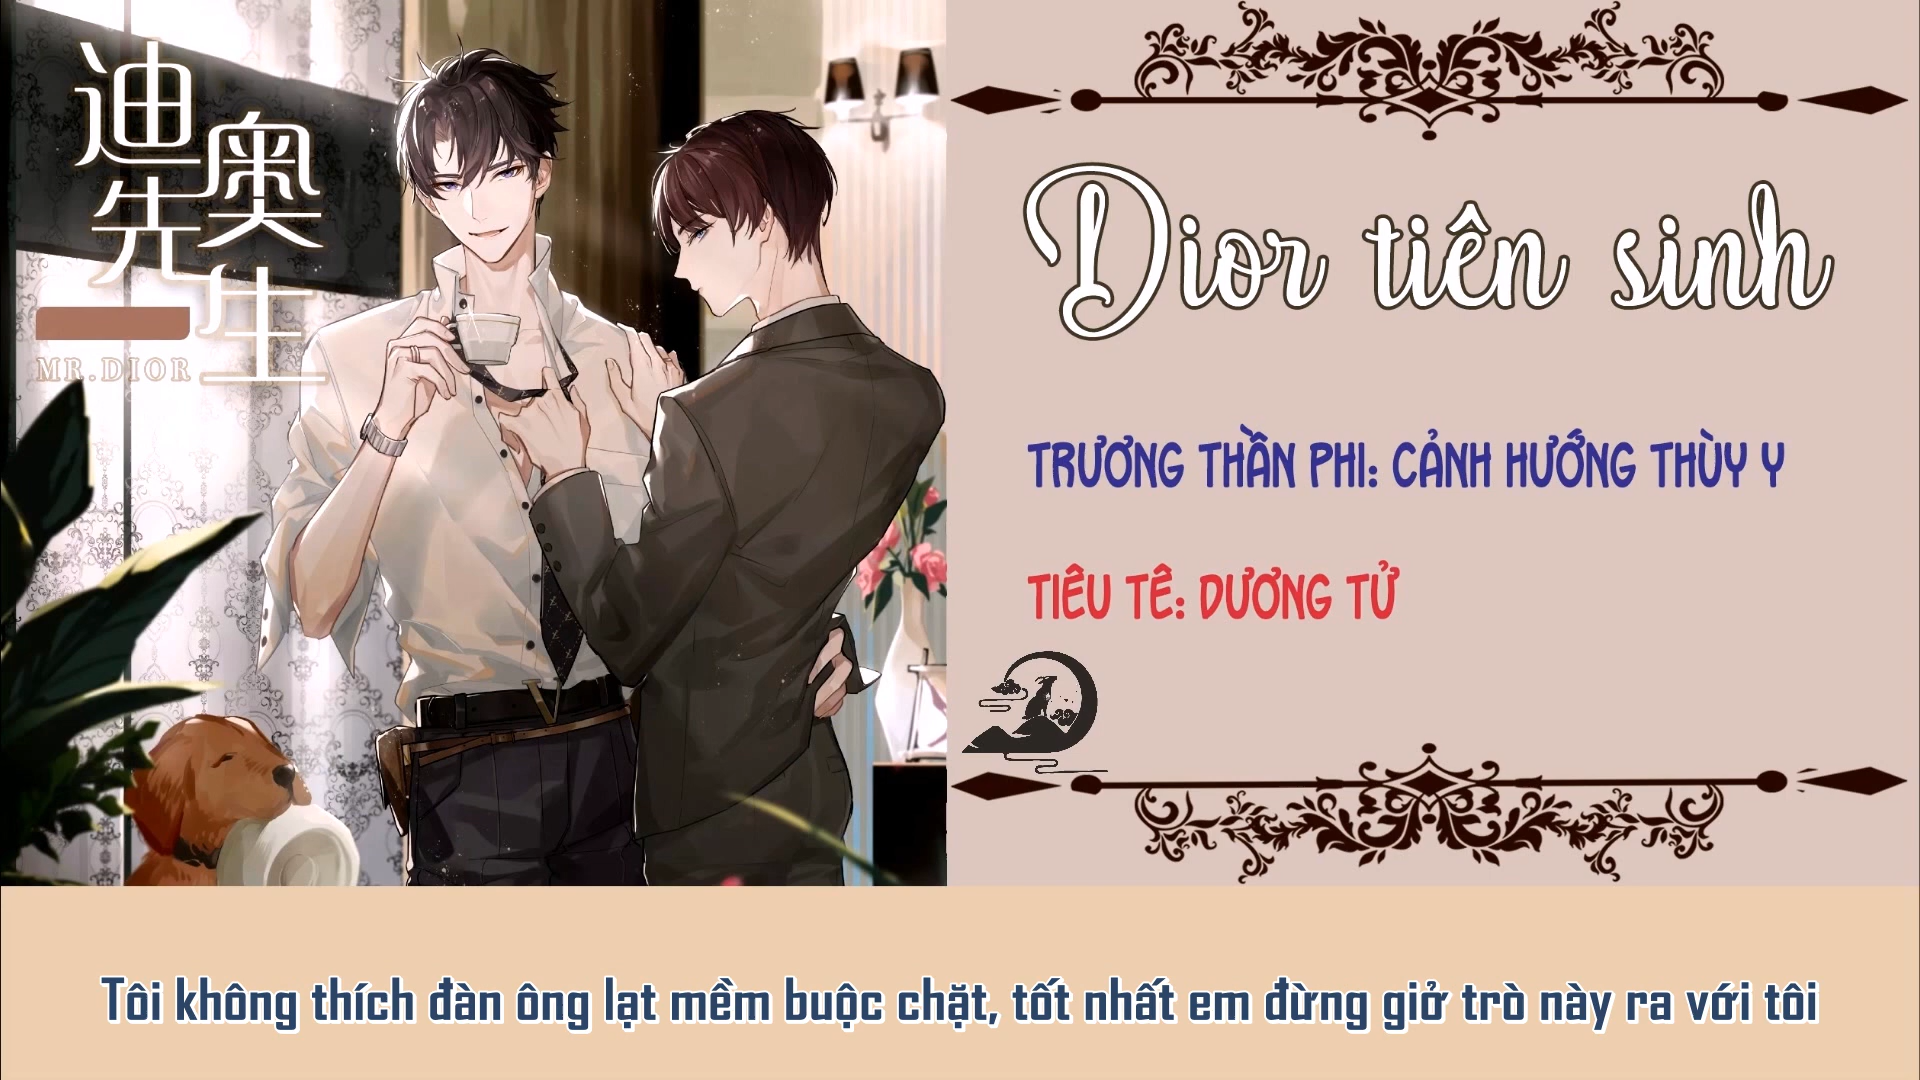 迪奥先生
MR.DIOR
Dior tiên sinh
TRƯƠNG THẦN PHI: CẢNH HƯỚNG THÙY Y
TIÊU TÊ: DƯƠNG TỬ
Tôi không thích đàn ông lạt mềm buộc chặt, tốt nhất em đừng giở trò này ra với tôi